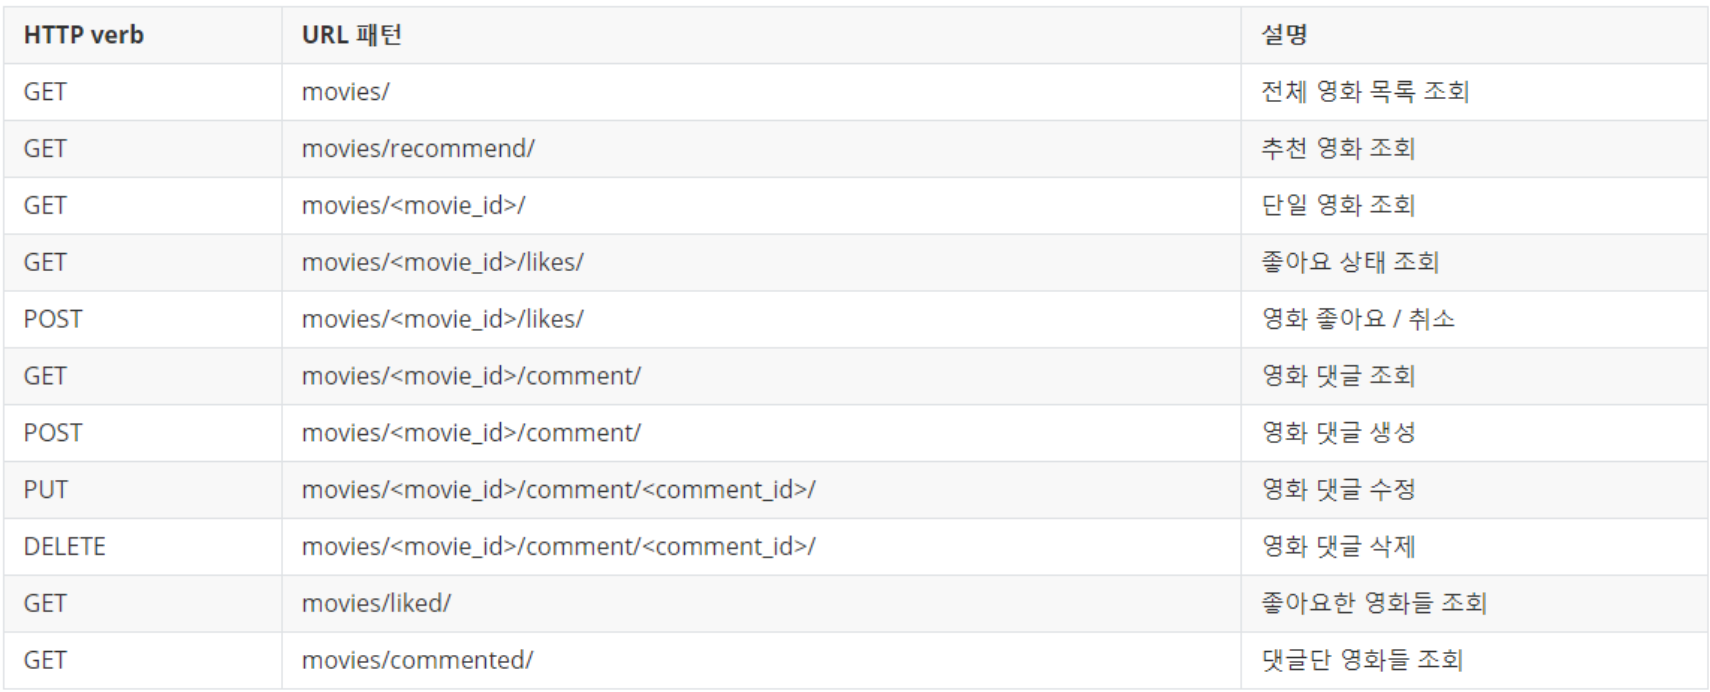 HTTP verb URL 패턴 설명
GET movies/ 전체 영화 목록 조회
GET movies/recommend/ 추천 영화 조회
GET movies/<movie_id>/ 단일 영화 조회
GET movies/<movie_id>/likes/ 좋아요 상태 조회
POST movies/<movie_id>/likes/ 영화 좋아요 / 취소
GET movies/<movie_id>/comment/ 영화 댓글 조회
POST movies/<movie_id>/comment/ 영화 댓글 생성
PUT movies/<movie_id>/comment/<comment_id>/ 영화 댓글 수정
DELETE movies/<movie_id>/comment/<comment_id>/ 영화 댓글 삭제
GET movies/liked/ 좋아요한 영화들 조회
GET movies/commented/ 댓글단 영화들 조회